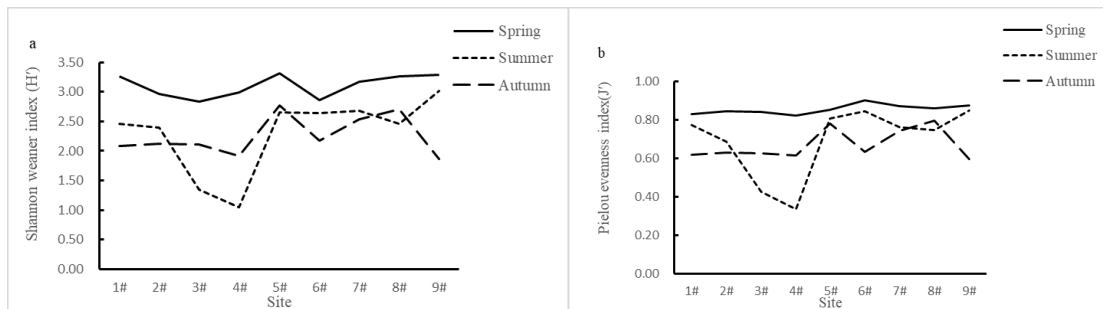 a
Spring
Summer
Autumn
Shannon weaner index (H')
3.50
3.00
2.50
2.00
1.50
1.00
0.50
0.00
1# 2# 3# 4# 5# 6# 7# 8# 9#
Site
b
Spring
Summer
Autumn
Pielou evenness index(J')
1.00
0.80
0.60
0.40
0.20
0.00
1# 2# 3# 4# 5# 6# 7# 8# 9#
Site